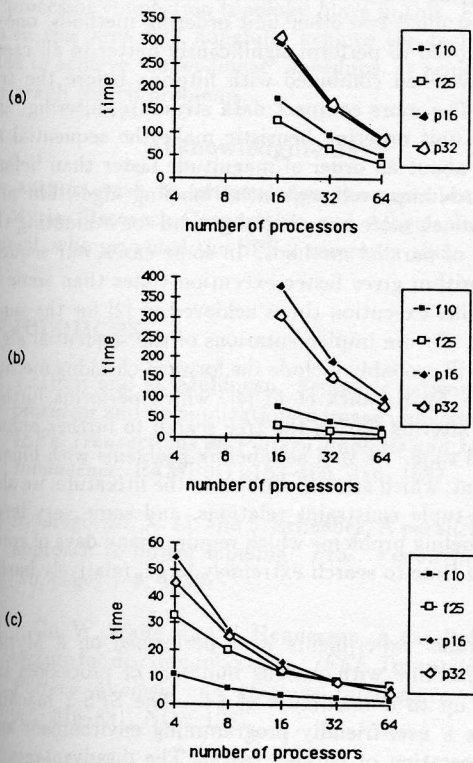 (a)
time
350
300
250
200
150
100
50
0
4 8 16 32 64
number of processors
f10
f25
p16
p32
(b)
time
400
350
300
250
200
150
100
50
0
4 8 16 32 64
number of processors
f10
f25
p16
p32
(c)
time
60
50
40
30
20
10
0
4 8 16 32 64
number of processors
f10
f25
p16
p32